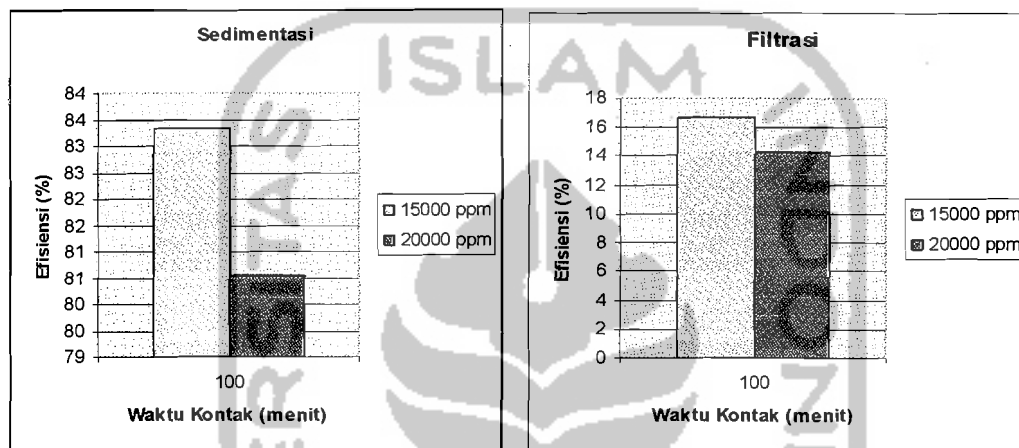 Sedimentasi
Efisiensi (%)
84
84
83
83
82
82
81
81
80
80
79
100
Waktu Kontak (menit)
15000 ppm
20000 ppm
Filtrasi
Efisiensi (%)
18
16
14
12
10
8
6
4
2
0
100
Waktu Kontak (menit)
15000 ppm
20000 ppm
ISLAM